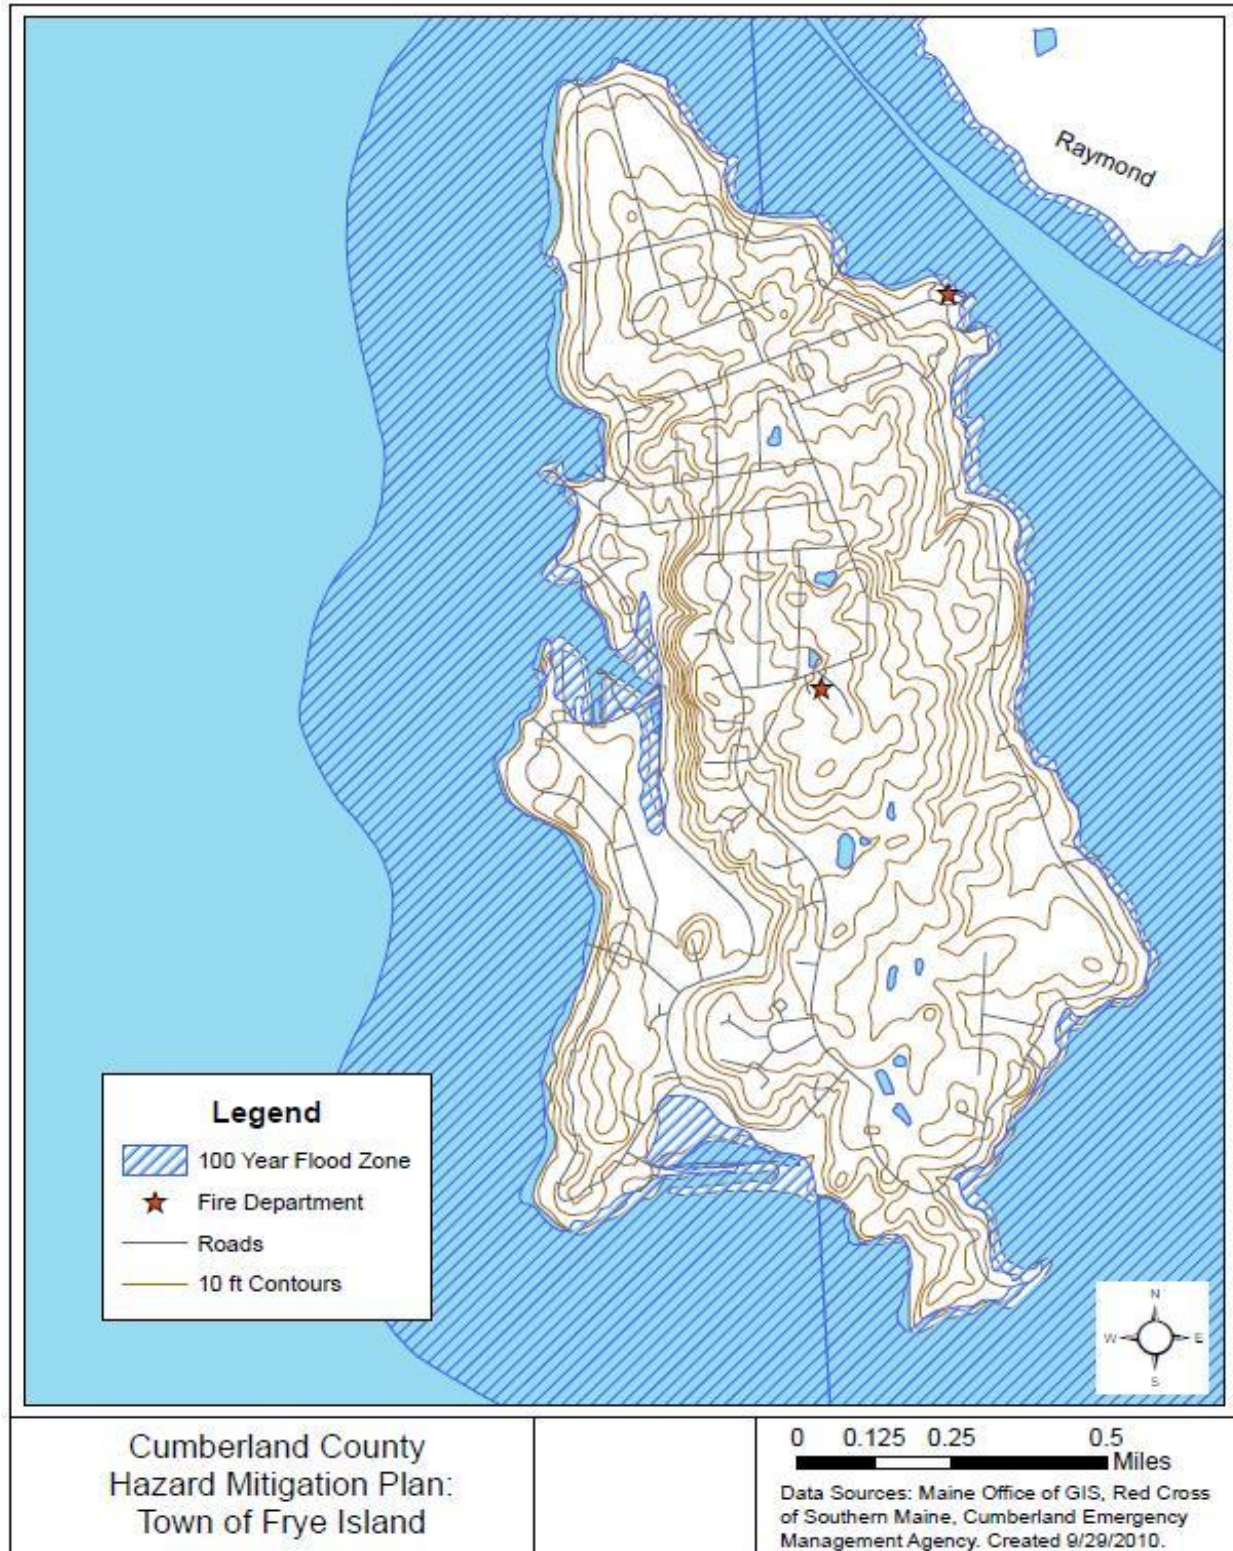 Raymond
Legend
100 Year Flood Zone
Fire Department
Roads
10 ft Contours
N
W E
S
Cumberland County
Hazard Mitigation Plan:
Town of Frye Island
0 0.125 0.25 0.5
Miles
Data Sources: Maine Office of GIS, Red Cross
of Southern Maine, Cumberland Emergency
Management Agency. Created 9/29/2010.